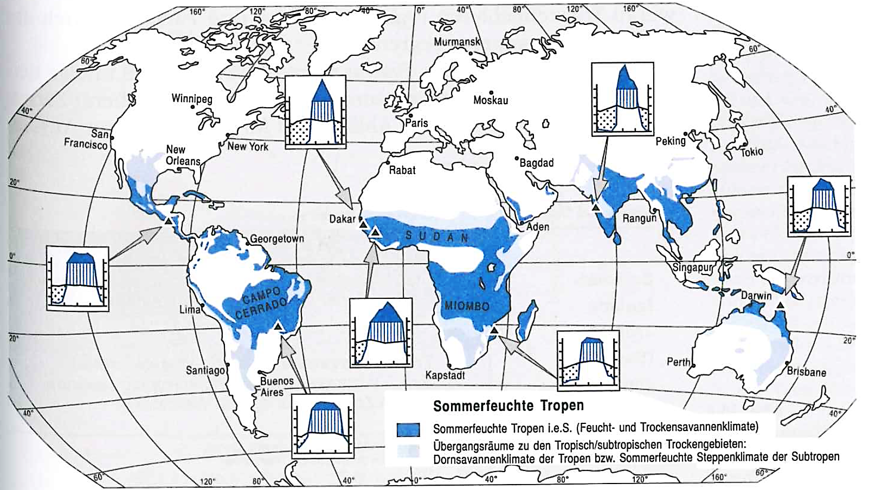 160°
120°
80°
40°
0°
40°
80°
120°
160°
60°
60°
Murmansk
Winnipeg
Moskau
40°
Paris
40°
San
Francisco
New
Orleans
New York
Peking
Tokio
Rabat
Bagdad
20°
20°
Dakar
SUDAN
Aden
Rangun
Georgetown
0°
0°
Singapur
CAMPO
CERRADO
MIOMBO
Lima
Darwin
20°
20°
Santiago
Buenos
Aires
Kapstadt
Perth
Brisbane
40°
40°
Sommerfeuchte Tropen
Sommerfeuchte Tropen i.e.S. (Feucht- und Trockensavannenklimate)
Übergangsräume zu den Tropisch/subtropischen Trockengebieten:
Dornsavannenklimate der Tropen bzw. Sommerfeuchte Steppenklimate der Subtropen
60°
120°
80°
40°
0°
40°
80°
120°
160°
60°